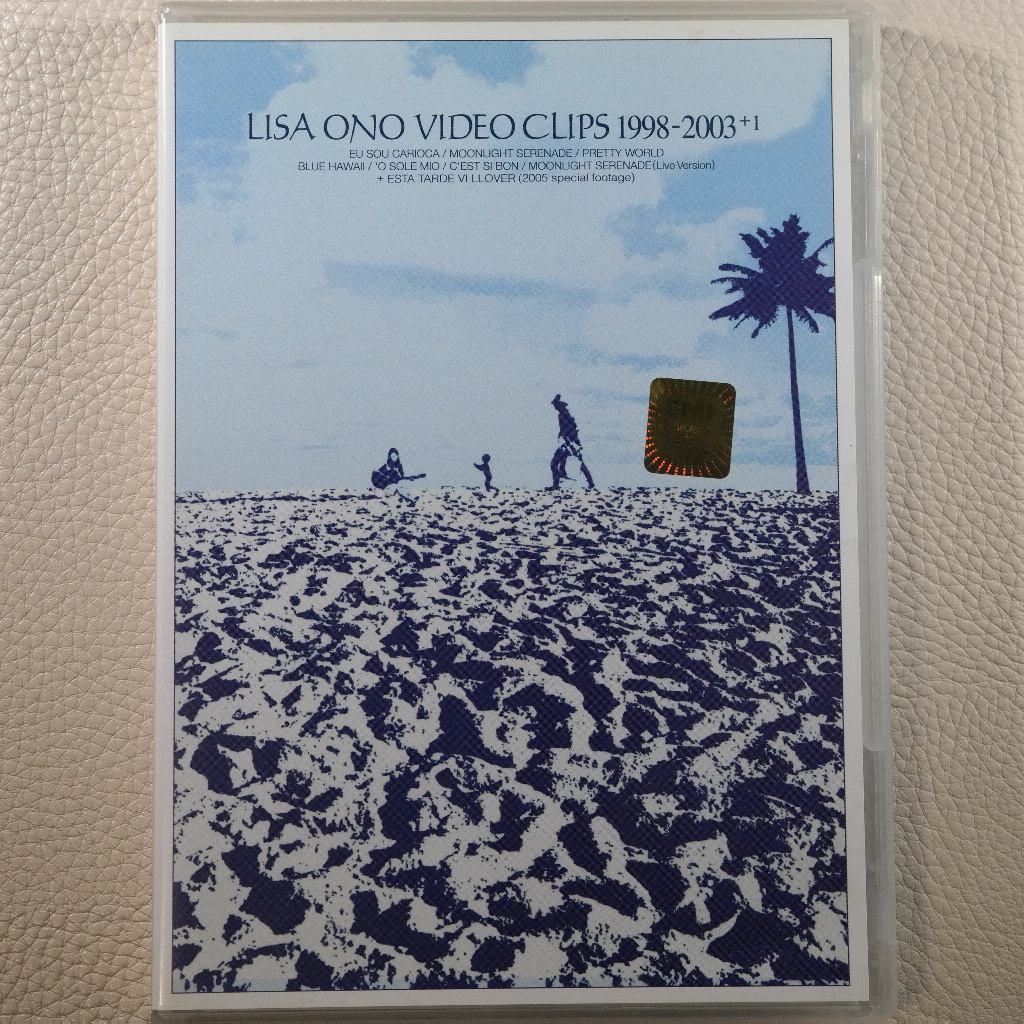 LISA ONO VIDEO CLIPS 1998-2003+1
EU SOU CARIOCA / MOONLIGHT SERENADE / PRETTY WORLD
BLUE HAWAII / 'O SOLE MIO / C'EST SI BON / MOONLIGHT SERENADE (Live Version)
+ ESTA TARDE VI LLOVER (2005 special footage)